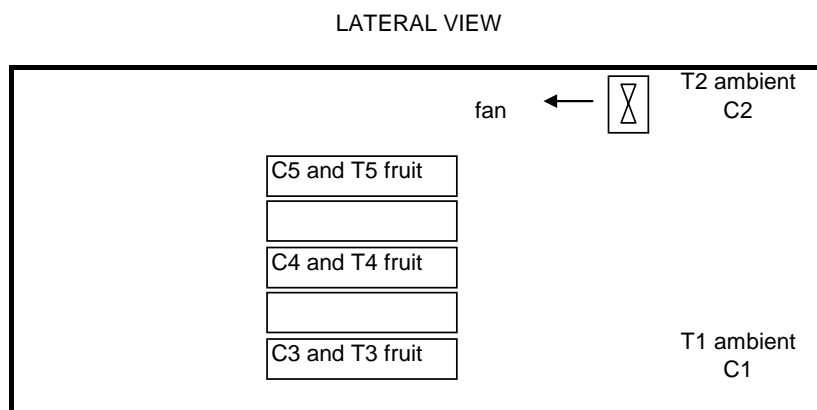 LATERAL VIEW
T2 ambient
C2
fan
C5 and T5 fruit
C4 and T4 fruit
C3 and T3 fruit
T1 ambient
C1